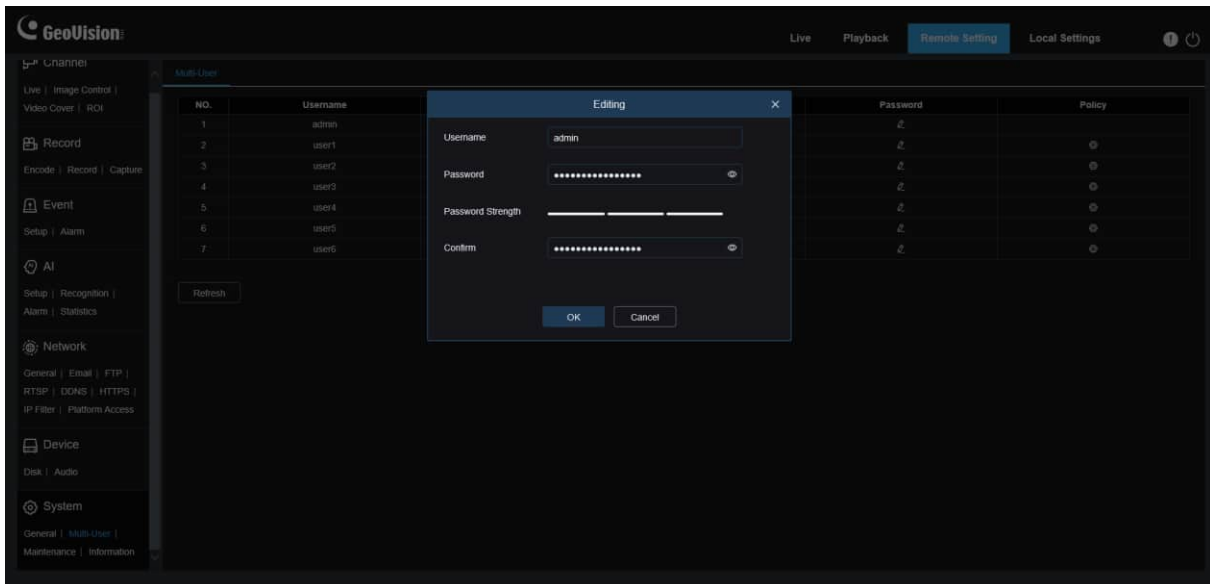 GeoVision
Live Playback Remote Setting Local Settings
Channel
Live | Image Control |
Video Cover | ROI
Record
Encode | Record | Capture
Event
Setup | Alarm
AI
Setup | Recognition |
Alarm | Statistics
Network
General | Email | FTP |
RTSP | DDNS | HTTPS |
IP Filter | Platform Access
Device
Disk | Audio
System
General | Multi-User |
Maintenance | Information
Multi-User
NO. Username Password Policy
1 admin
2 user1
3 user2
4 user3
5 user4
6 user5
7 user6
Refresh
Editing
Username admin
Password ••••••••••••••••
Password Strength
Confirm ••••••••••••••••
OK Cancel